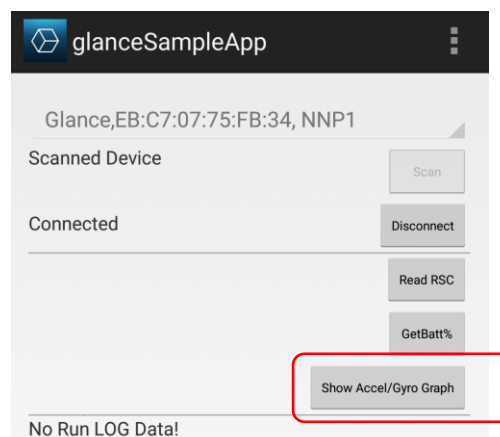 glanceSampleApp
Glance,EB:C7:07:75:FB:34, NNP1
Scanned Device
Scan
Connected
Disconnect
Read RSC
GetBatt%
Show Accel/Gyro Graph
No Run LOG Data!